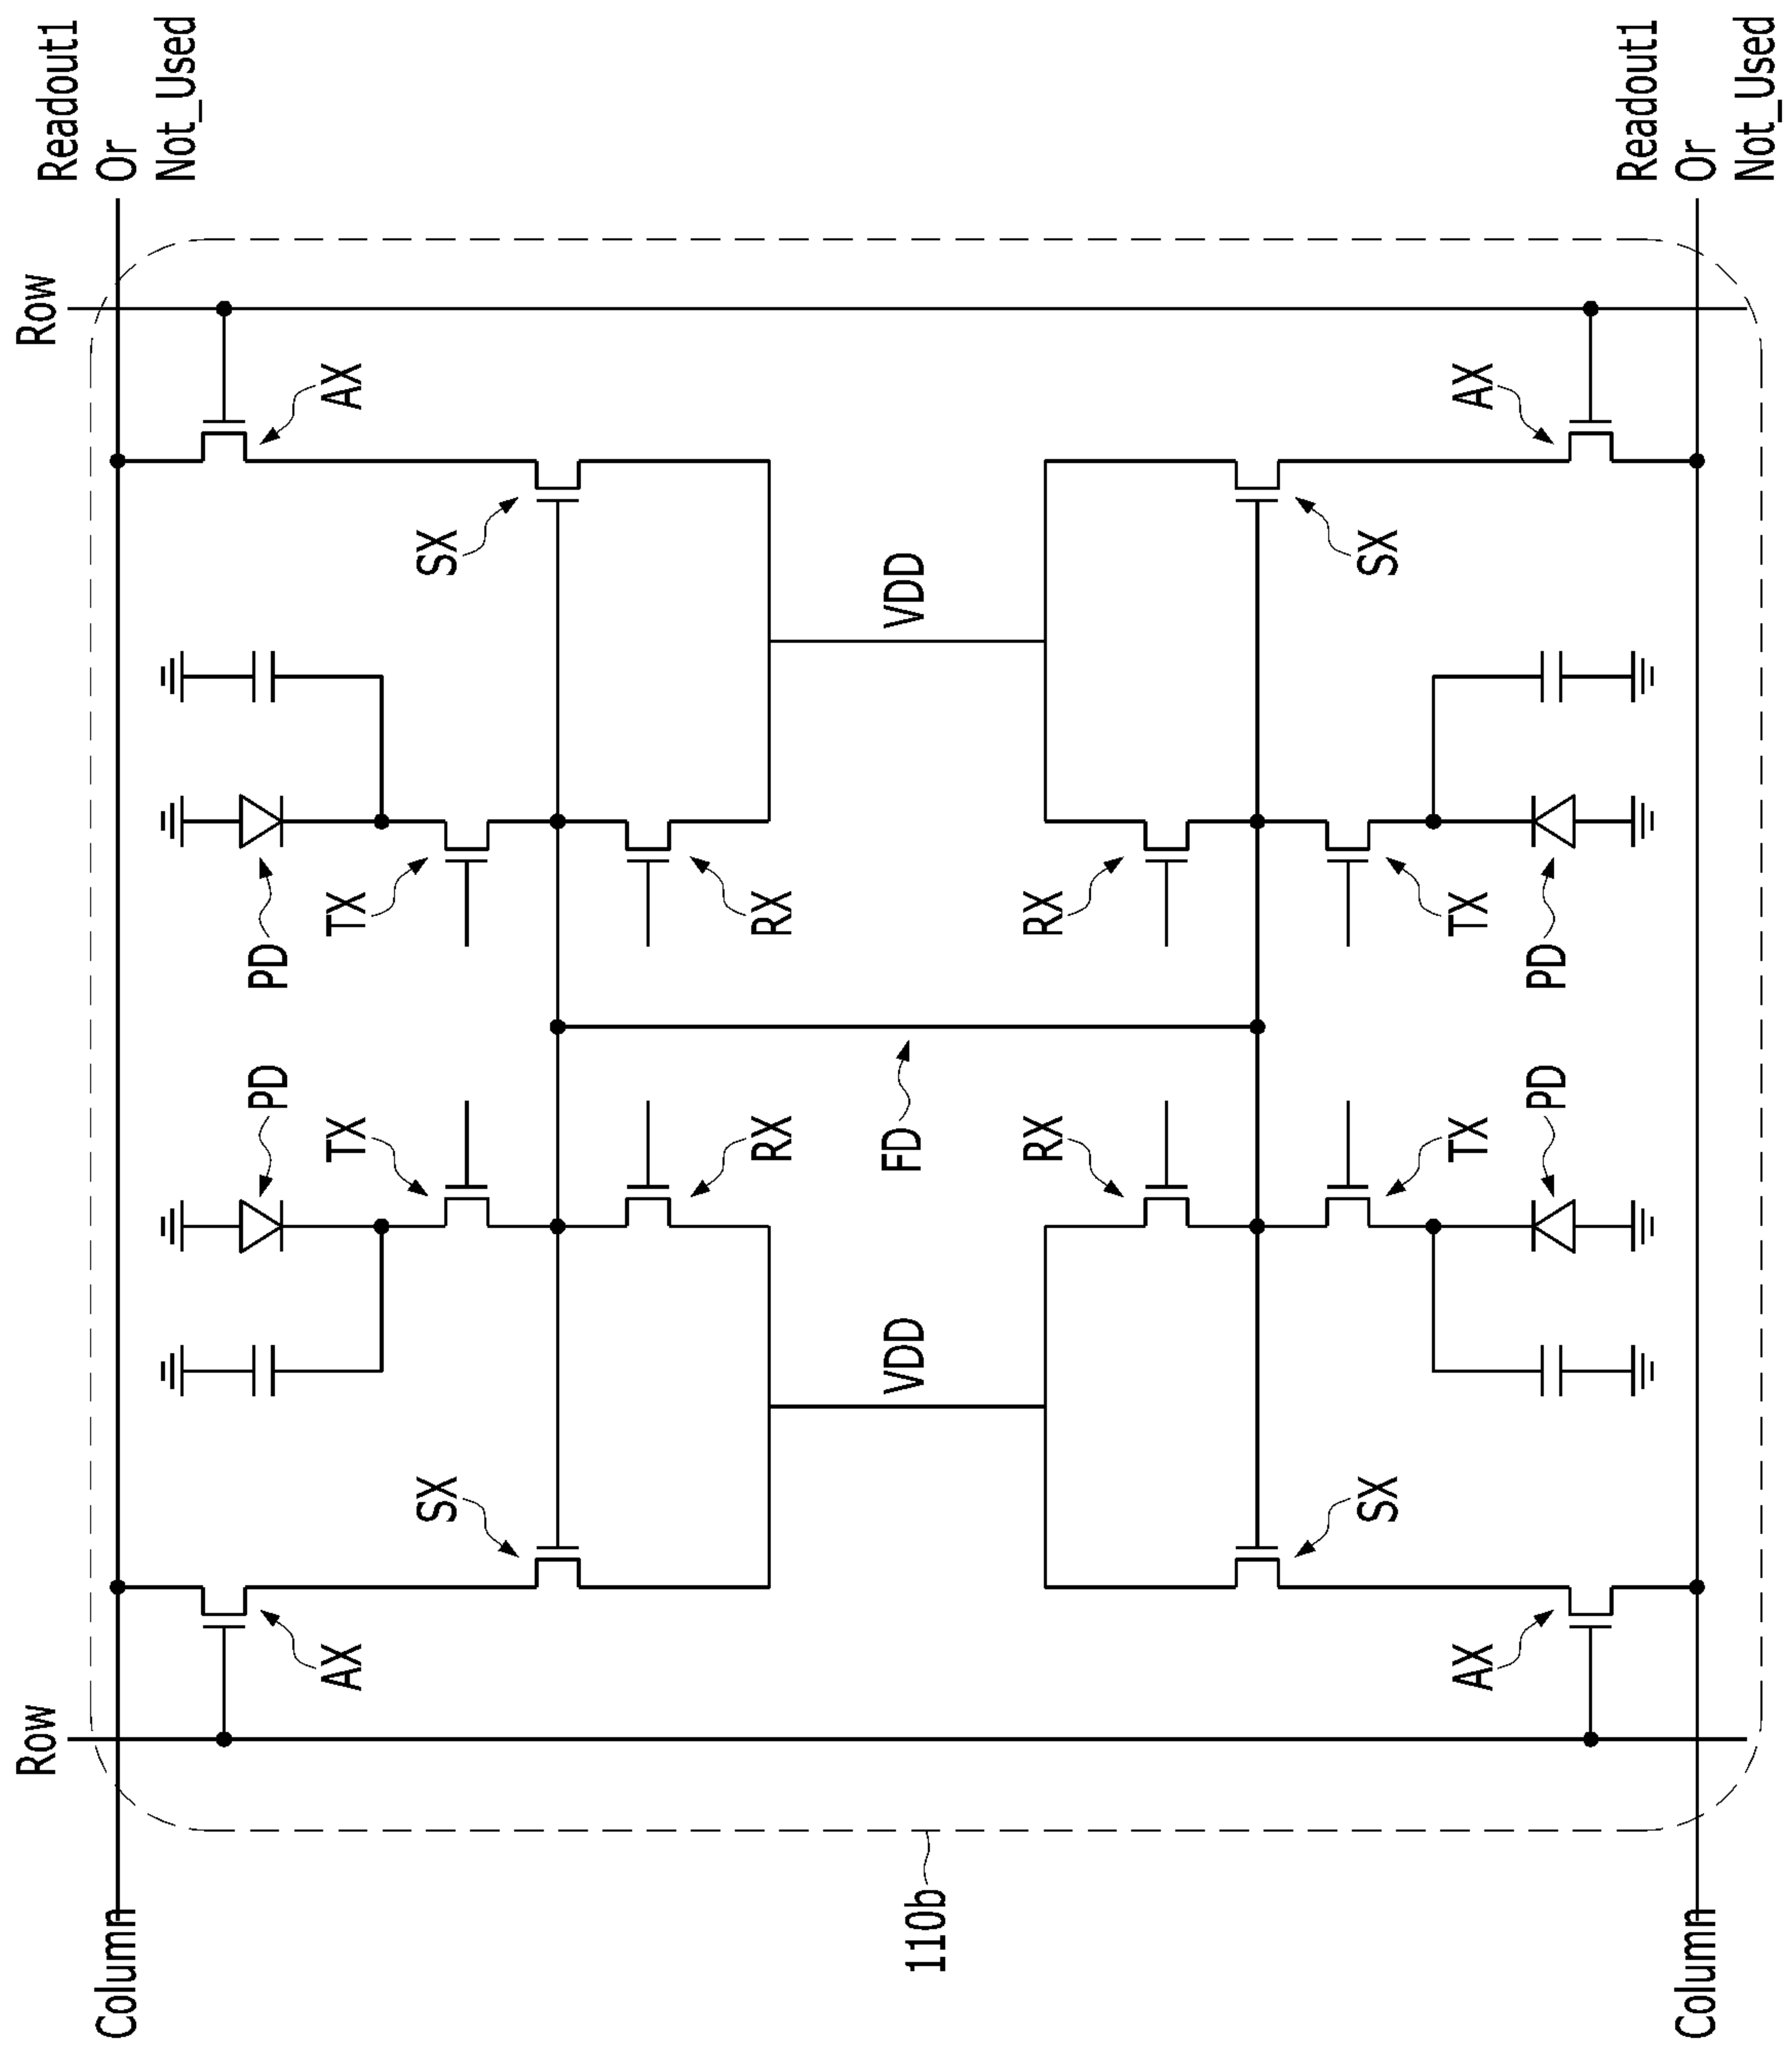 Row
Row
Column
Readout1
Or
Not_Used
PD
PD
AX
TX
TX
AX
SX
SX
RX
RX
110b
VDD
FD
VDD
RX
RX
SX
SX
AX
TX
TX
AX
PD
PD
Column
Readout1
Or
Not_Used